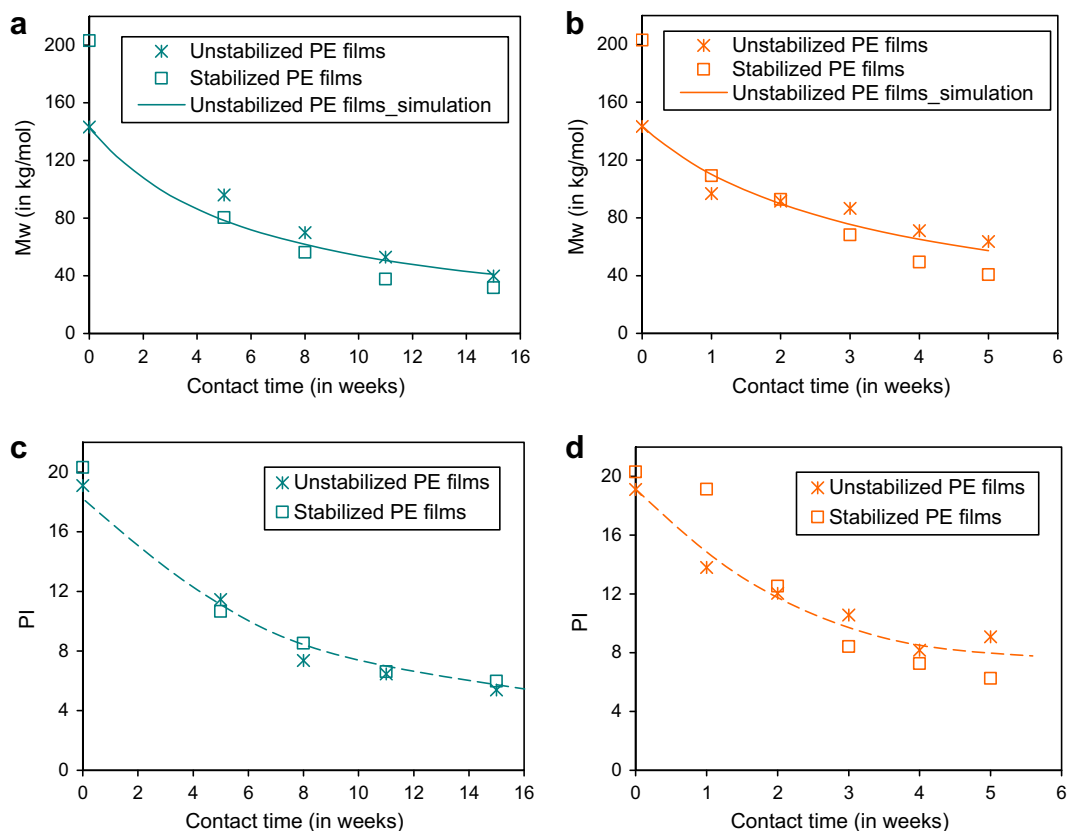 a
Mw (in kg/mol)
200
160
120
80
40
0
Unstabilized PE films
Stabilized PE films
Unstabilized PE films_simulation
0 2 4 6 8 10 12 14 16
Contact time (in weeks)
b
Mw (in kg/mol)
200
160
120
80
40
0
Unstabilized PE films
Stabilized PE films
Unstabilized PE films_simulation
0 1 2 3 4 5 6
Contact time (in weeks)
c
PI
20
16
12
8
4
0
Unstabilized PE films
Stabilized PE films
0 2 4 6 8 10 12 14 16
Contact time (in weeks)
d
PI
20
16
12
8
4
0
Unstabilized PE films
Stabilized PE films
0 1 2 3 4 5 6
Contact time (in weeks)